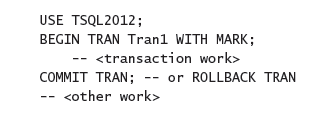 USE TSQL2012;
BEGIN TRAN Tran1 WITH MARK;
    -- <transaction work>
COMMIT TRAN; -- or ROLLBACK TRAN
-- <other work>